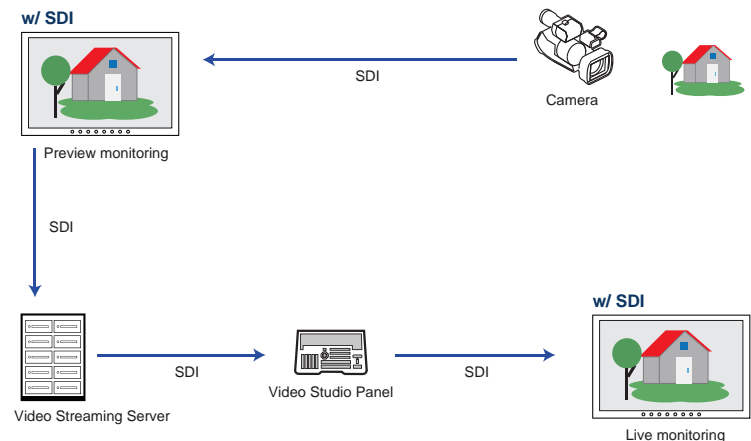 w/ SDI
SDI
Camera
Preview monitoring
SDI
w/ SDI
SDI
SDI
Video Streaming Server
Video Studio Panel
Live monitoring